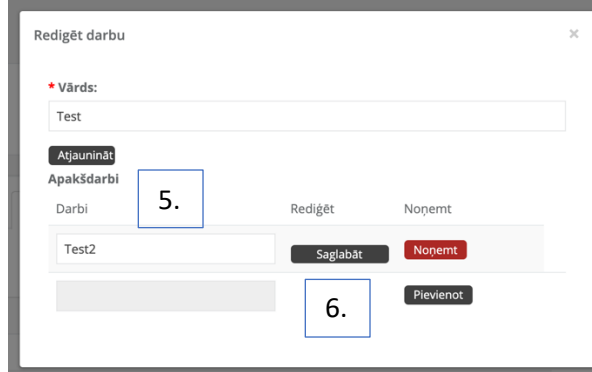 Rediģēt darbu ×
* Vārds:
Test
Atjaunināt
Apakšdarbi
5.
Darbi Rediģēt Noņemt
Test2 Saglabāt Noņemt
6. Pievienot